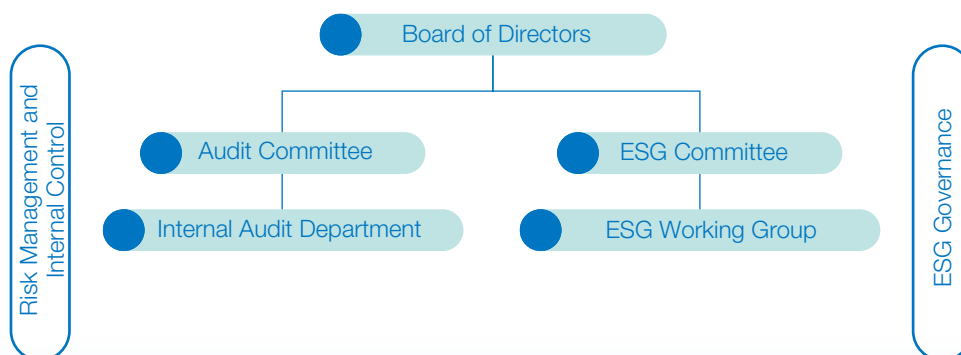 Board of Directors
Risk Management and
Internal Control
Audit Committee
ESG Committee
Internal Audit Department
ESG Working Group
ESG Governance